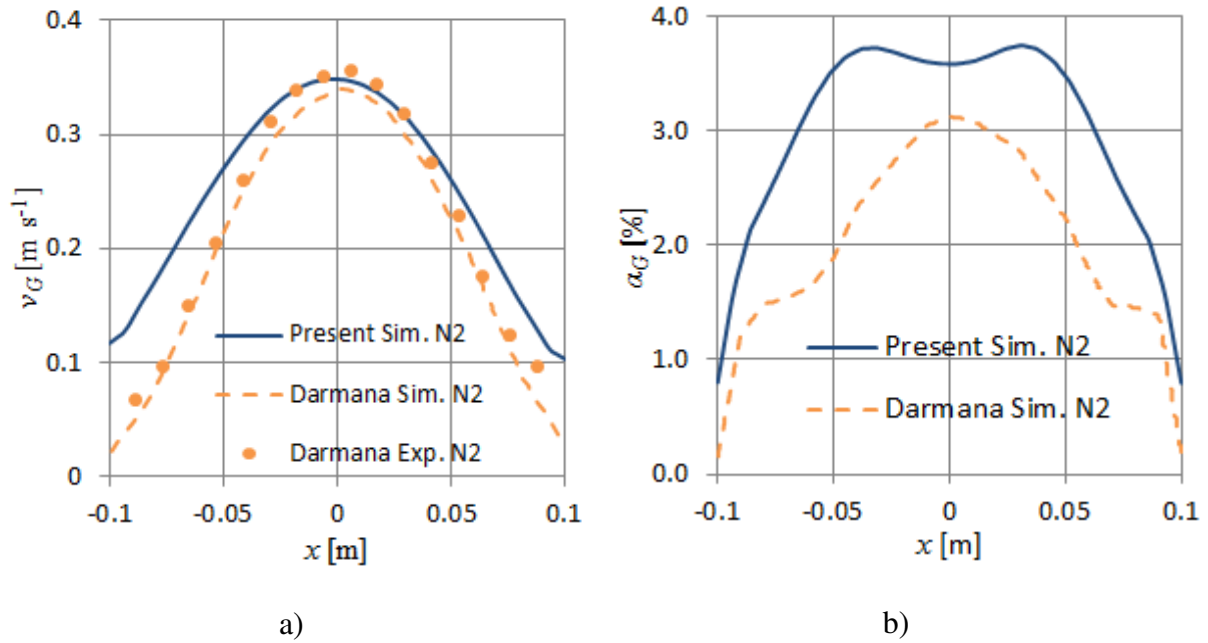 0.4
0.3
0.2
0.1
0
v_G [m s⁻¹]
Present Sim. N2
Darmana Sim. N2
Darmana Exp. N2
-0.1 -0.05 0 0.05 0.1
x [m]
a)
4.0
3.0
2.0
1.0
0.0
α_G [%]
Present Sim. N2
Darmana Sim. N2
-0.1 -0.05 0 0.05 0.1
x [m]
b)